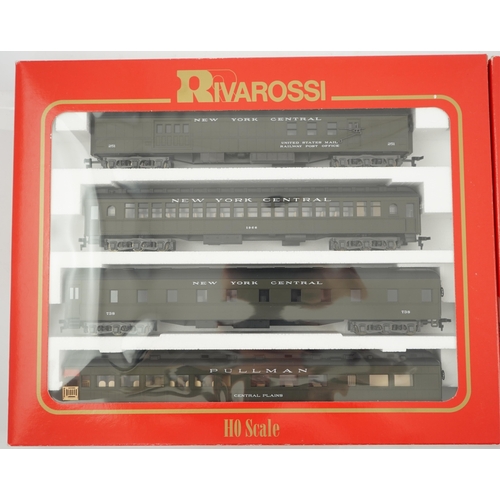 RIVAROSSI
NEW YORK CENTRAL
UNITED STATES MAIL
RAILWAY POST OFFICE
NEW YORK CENTRAL
NEW YORK CENTRAL
PULLMAN
CENTRAL PLAINS
HO Scale